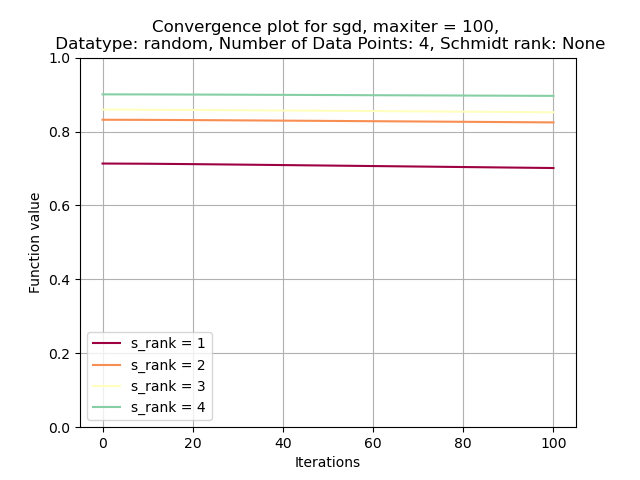 Convergence plot for sgd, maxiter = 100,
Datatype: random, Number of Data Points: 4, Schmidt rank: None
1.0
0.8
0.6
0.4
0.2
0.0
Function value
s_rank = 1
s_rank = 2
s_rank = 3
s_rank = 4
0 20 40 60 80 100
Iterations